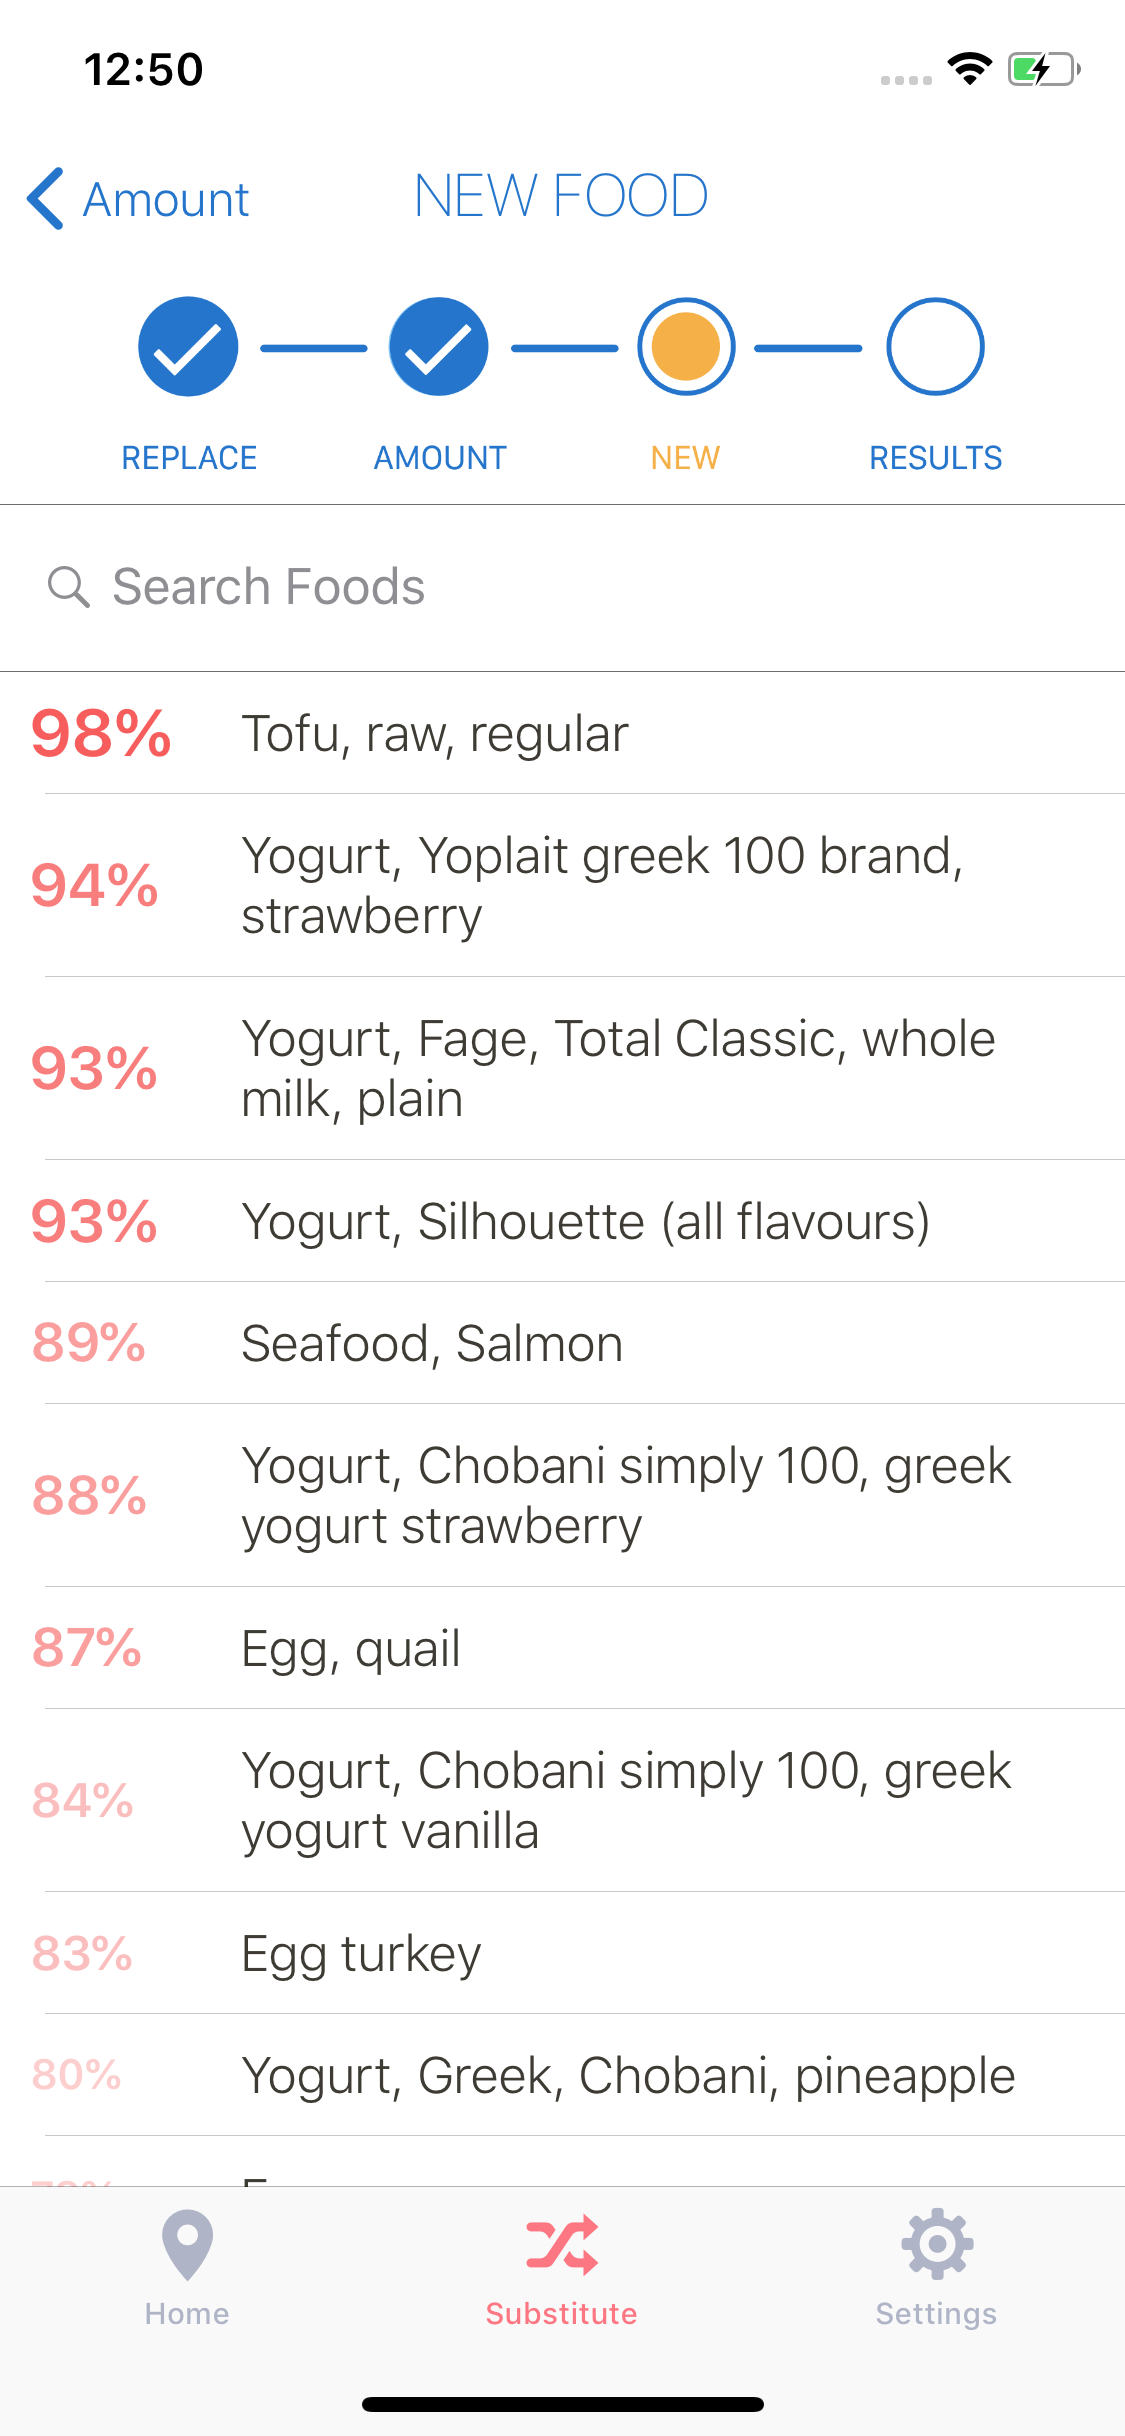 12:50
Amount
NEW FOOD
REPLACE
AMOUNT
NEW
RESULTS
Search Foods
98%
Tofu, raw, regular
94%
Yogurt, Yoplait greek 100 brand,
strawberry
93%
Yogurt, Fage, Total Classic, whole
milk, plain
93%
Yogurt, Silhouette (all flavours)
89%
Seafood, Salmon
88%
Yogurt, Chobani simply 100, greek
yogurt strawberry
87%
Egg, quail
84%
Yogurt, Chobani simply 100, greek
yogurt vanilla
83%
Egg turkey
80%
Yogurt, Greek, Chobani, pineapple
Home
Substitute
Settings